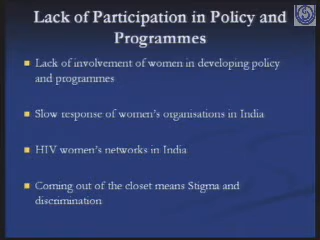 Lack of Participation in Policy and
Programmes
Lack of involvement of women in developing policy
and programmes
Slow response of women's organisations in India
HIV women's networks in India
Coming out of the closet means Stigma and
discrimination